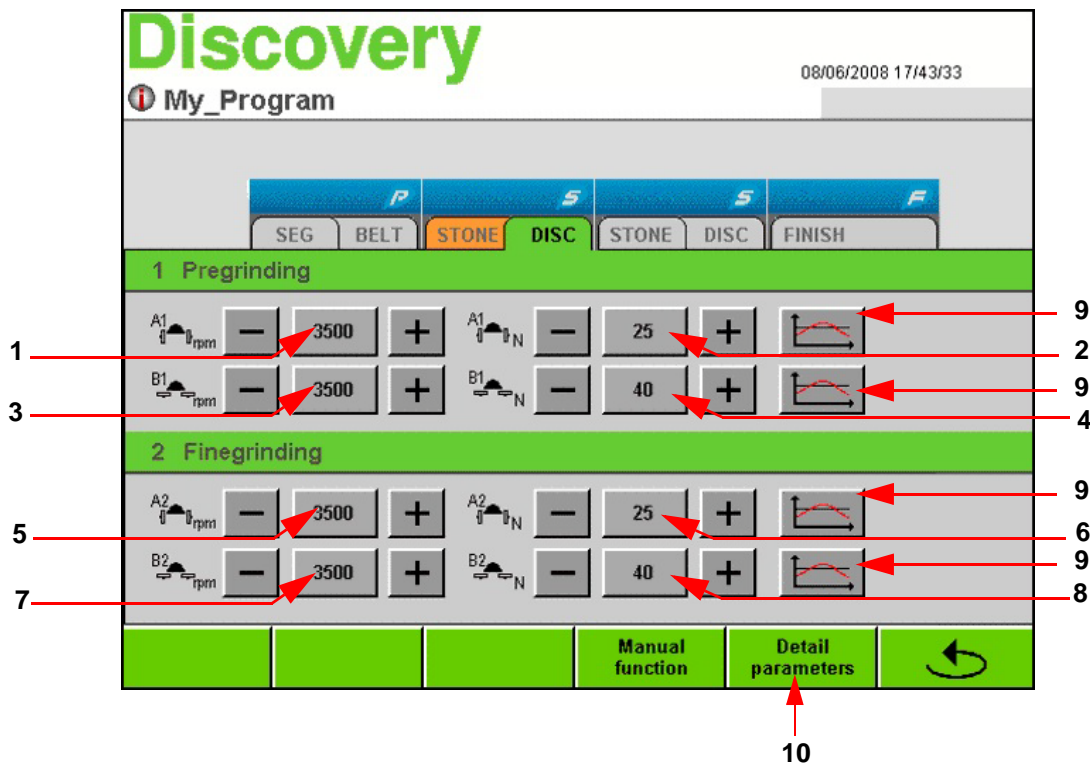 Discovery
08/06/2008 17/43/33
My_Program
P S S F
SEG BELT STONE DISC STONE DISC FINISH
1 Pregrinding
A1 rpm − 3500 + A1 N − 25 + 9
1 2
B1 rpm − 3500 + B1 N − 40 + 9
3 4
2 Finegrinding
A2 rpm − 3500 + A2 N − 25 + 9
5 6
B2 rpm − 3500 + B2 N − 40 + 9
7 8
Manual function Detail parameters
10